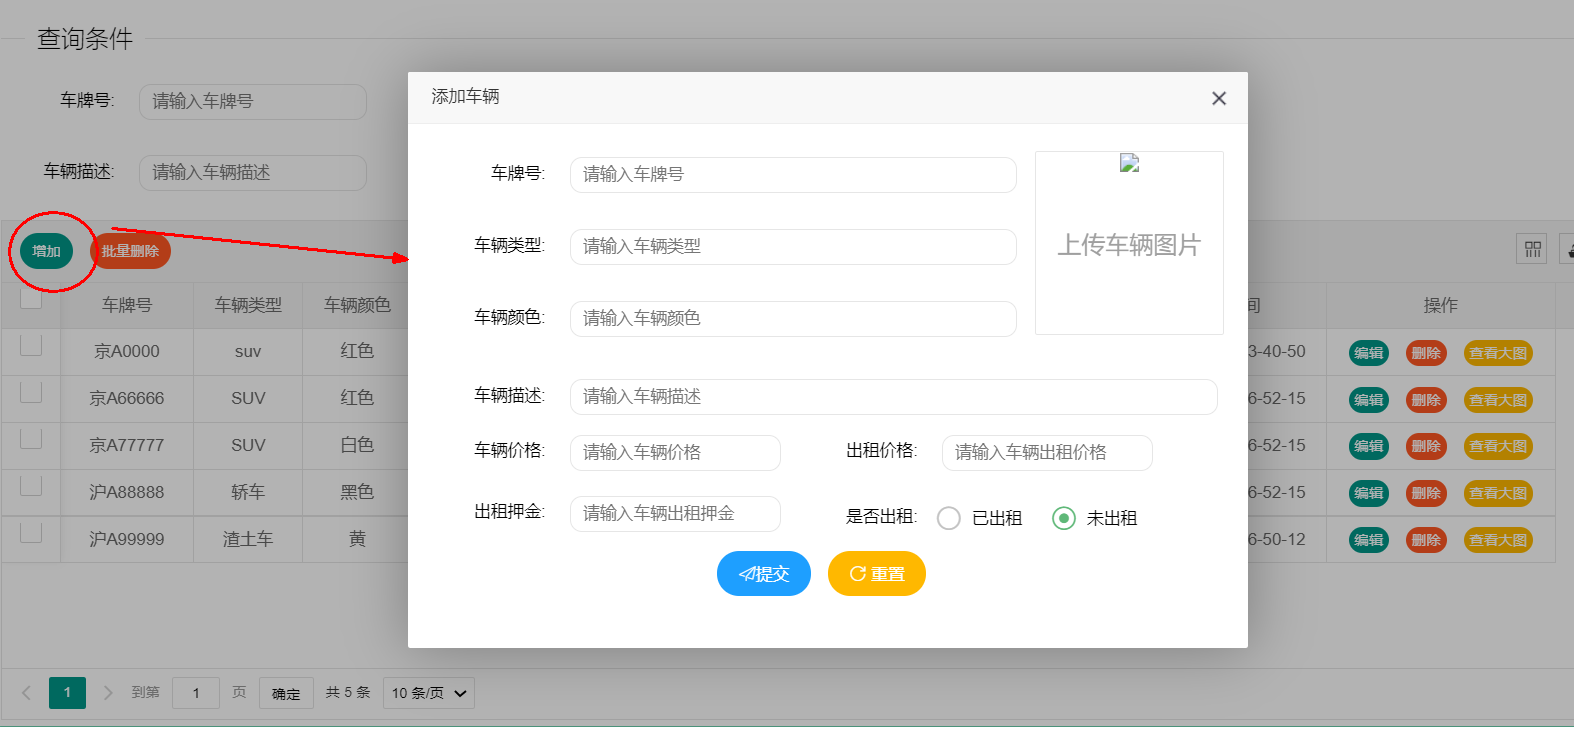 查询条件
车牌号: 请输入车牌号
车辆描述: 请输入车辆描述
增加 批量删除
车牌号 车辆类型 车辆颜色 间 操作
京A0000 suv 红色 3-40-50 编辑 删除 查看大图
京A66666 SUV 红色 6-52-15 编辑 删除 查看大图
京A77777 SUV 白色 6-52-15 编辑 删除 查看大图
沪A88888 轿车 黑色 6-52-15 编辑 删除 查看大图
沪A99999 渣土车 黄 6-50-12 编辑 删除 查看大图
添加车辆
车牌号: 请输入车牌号
车辆类型: 请输入车辆类型
上传车辆图片
车辆颜色: 请输入车辆颜色
车辆描述: 请输入车辆描述
车辆价格: 请输入车辆价格 出租价格: 请输入车辆出租价格
出租押金: 请输入车辆出租押金 是否出租: 已出租 未出租
提交 重置
1 到第 1 页 确定 共 5 条 10 条/页